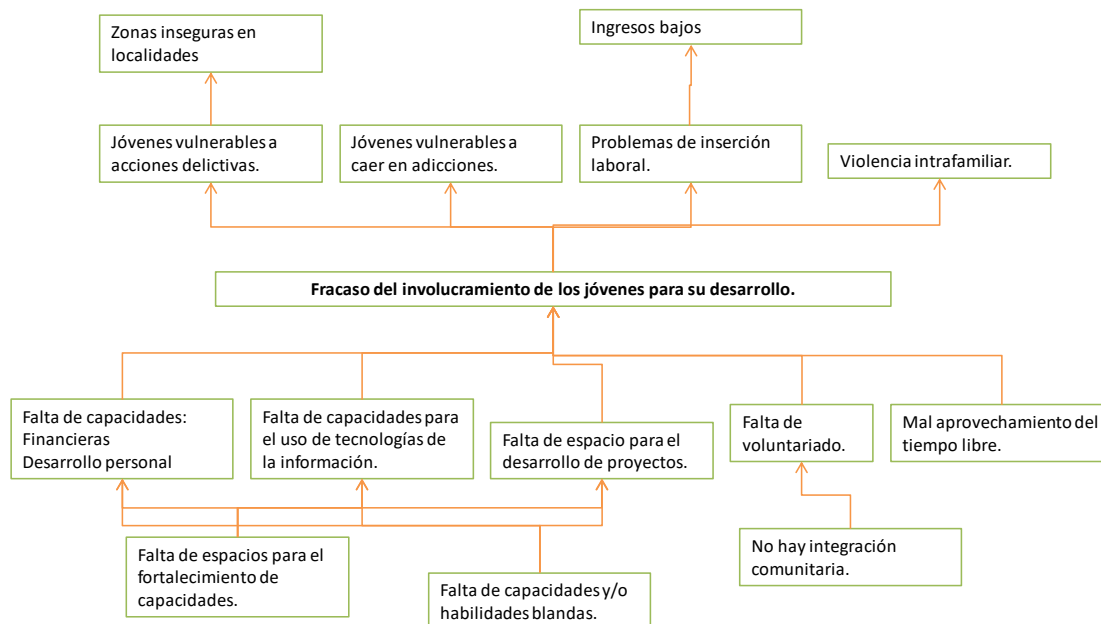 Zonas inseguras en
localidades
Ingresos bajos
Jóvenes vulnerables a
acciones delictivas.
Jóvenes vulnerables a
caer en adicciones.
Problemas de inserción
laboral.
Violencia intrafamiliar.
Fracaso del involucramiento de los jóvenes para su desarrollo.
Falta de capacidades:
Financieras
Desarrollo personal
Falta de capacidades para
el uso de tecnologías de
la información.
Falta de espacio para el
desarrollo de proyectos.
Falta de
voluntariado.
Mal aprovechamiento del
tiempo libre.
Falta de espacios para el
fortalecimiento de
capacidades.
Falta de capacidades y/o
habilidades blandas.
No hay integración
comunitaria.